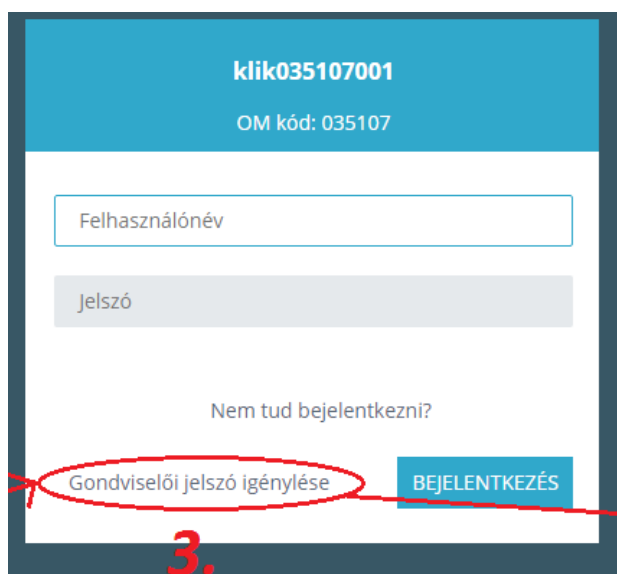 klik035107001
OM kód: 035107
Felhasználónév
Jelszó
Nem tud bejelentkezni?
Gondviselői jelszó igénylése
BEJELENTKEZÉS
3.